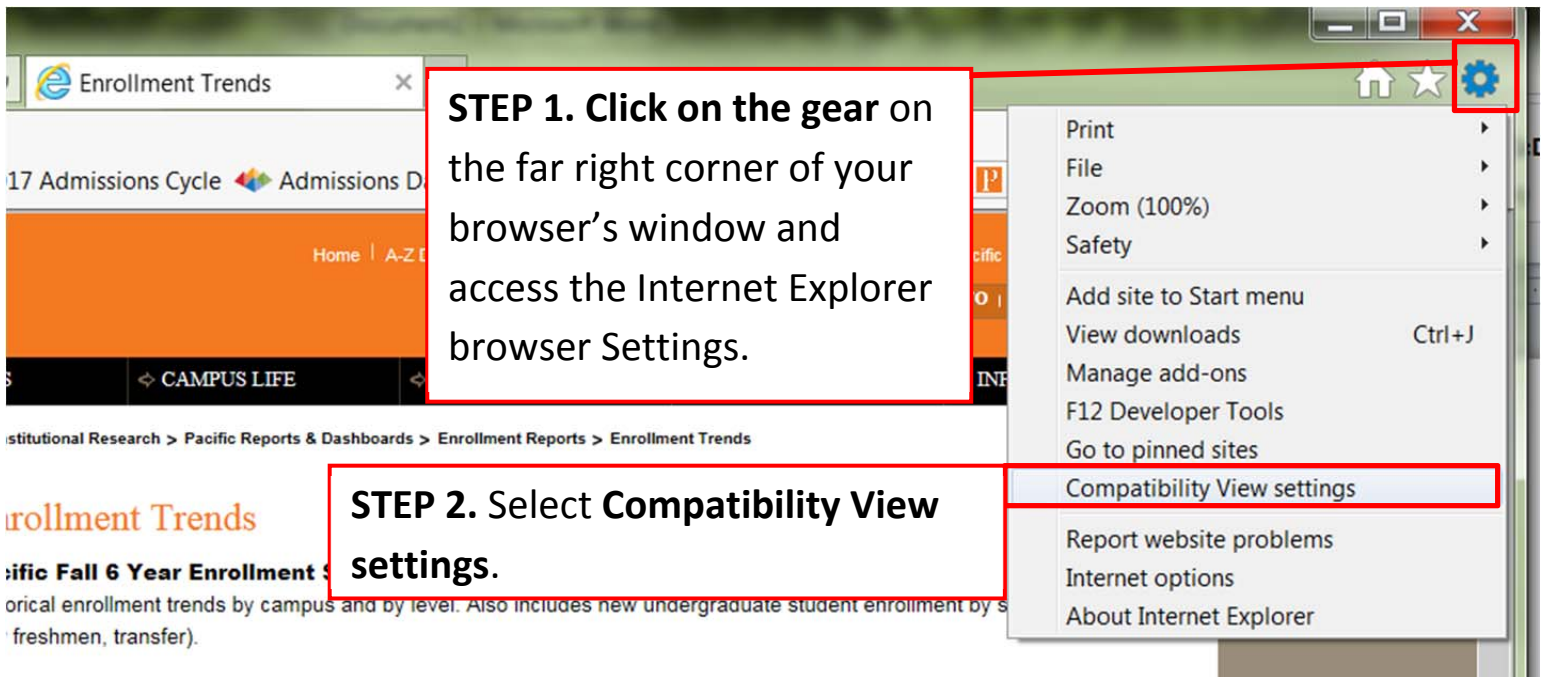 Enrollment Trends
STEP 1. Click on the gear on
the far right corner of your
browser's window and
access the Internet Explorer
browser Settings.
17 Admissions Cycle Admissions
P
Home | A-Z
CAMPUS LIFE
Print
File
Zoom (100%)
Safety
Add site to Start menu
View downloads Ctrl+J
Manage add-ons
F12 Developer Tools
Go to pinned sites
Compatibility View settings
Report website problems
Internet options
About Internet Explorer
Research > Pacific Reports & Dashboards > Enrollment Reports > Enrollment Trends
STEP 2. Select Compatibility View
settings.
Trends
Fall 6 Year Enrollment
enrollment trends by campus and by level. Also includes new undergraduate student enrollment by
freshmen, transfer).